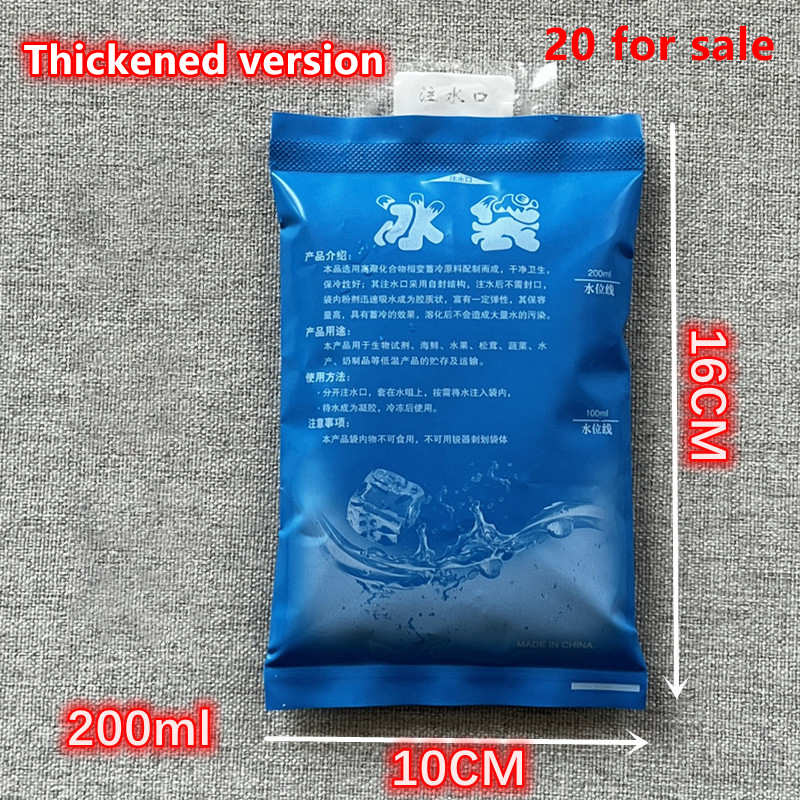 Thickened version
20 for sale
注水口
注水口
冰袋
产品介绍：
本品选用高聚化合物相变蓄冷原料配制而成，干净卫生，
保冷性好；其注水口采用自封结构，注水后不需封口，
袋内粉剂迅速吸水成为胶质状，富有一定弹性，其保容
量高，具有蓄冷的效果，溶化后不会造成大量水的污染。
产品用途：
本产品用于生物试剂、海鲜、水果、松茸、蔬菜、水
产、奶制品等低温产品的贮存及运输。
使用方法：
·分开注水口，套在水咀上，按需将水注入袋内，
·待水成为凝胶，冷冻后使用。
注意事项：
本产品袋内物不可食用，不可用锐器刺划袋体
200ml
水位线
100ml
水位线
MADE IN CHINA
16CM
200ml
10CM